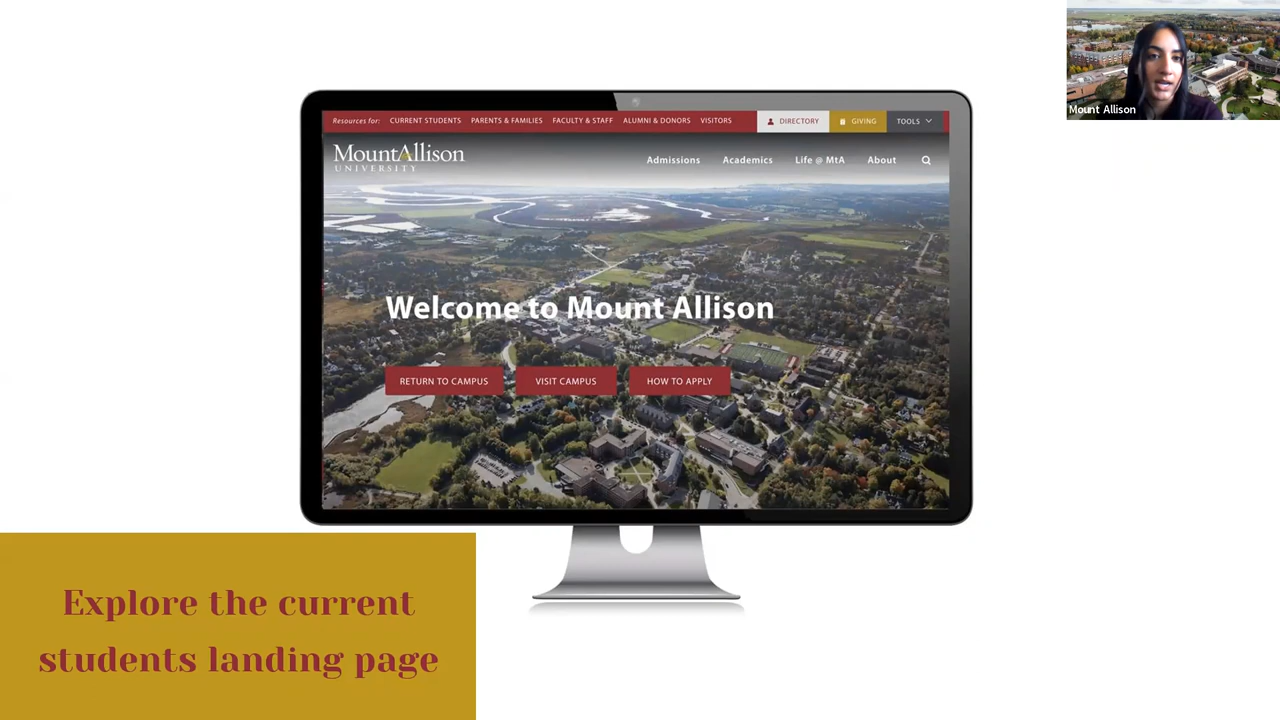 Mount Allison
Resources for: CURRENT STUDENTS PARENTS & FAMILIES FACULTY & STAFF ALUMNI & DONORS VISITORS DIRECTORY GIVING TOOLS
MountAllison
UNIVERSITY
Admissions Academics Life @ MtA About
Welcome to Mount Allison
RETURN TO CAMPUS VISIT CAMPUS HOW TO APPLY
Explore the current
students landing page